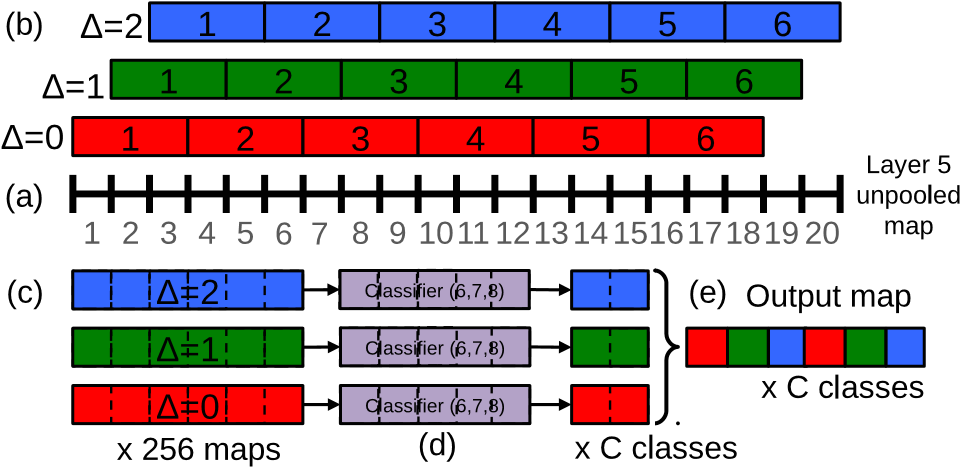 (b) Δ=2 1 2 3 4 5 6
Δ=1 1 2 3 4 5 6
Δ=0 1 2 3 4 5 6
(a)
Layer 5
unpooled
map
1 2 3 4 5 6 7 8 9 10 11 12 13 14 15 16 17 18 19 20
(c) Δ=2 Classifier (6,7,8) (e)
Output map
Δ=1 Classifier (6,7,8)
x C classes
Δ=0 Classifier (6,7,8)
x 256 maps (d) x C classes